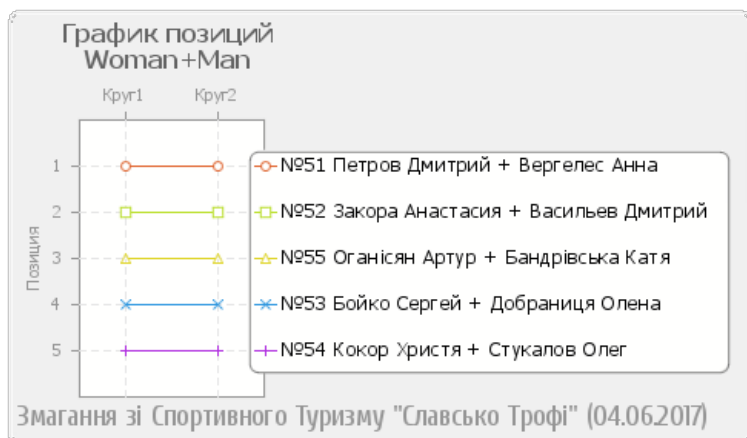 График позиций
Woman+Man
Круг1 Круг2
Позиция
1 №51 Петров Дмитрий + Вергелес Анна
2 №52 Закора Анастасия + Васильев Дмитрий
3 №55 Оганісян Артур + Бандрівська Катя
4 №53 Бойко Сергей + Добраниця Олена
5 №54 Кокор Христя + Стукалов Олег
Змагання зі Спортивного Туризму "Славсько Трофі" (04.06.2017)